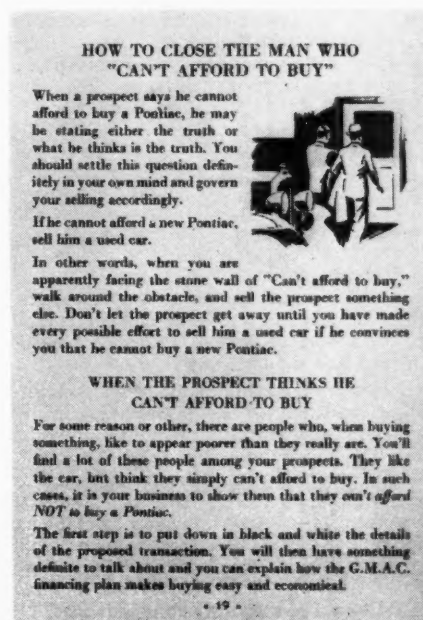 HOW TO CLOSE THE MAN WHO
"CAN'T AFFORD TO BUY"
When a prospect says he cannot
afford to buy a Pontiac, he may
be stating either the truth or
what he thinks is the truth. You
should settle this question defin-
itely in your own mind and govern
your selling accordingly.
If he cannot afford a new Pontiac,
sell him a used car.
In other words, when you are
apparently facing the stone wall of "Can't afford to buy,"
walk around the obstacle, and sell the prospect something
else. Don't let the prospect get away until you have made
every possible effort to sell him a used car if he convinces
you that he cannot buy a new Pontiac.
WHEN THE PROSPECT THINKS HE
CAN'T AFFORD TO BUY
For some reason or other, there are people who, when buying
something, like to appear poorer than they really are. You'll
find a lot of these people among your prospects. They like
the car, but think they simply can't afford to buy. In such
cases, it is your business to show them that they can't afford
NOT to buy a Pontiac.
The first step is to put down in black and white the details
of the proposed transaction. You will then have something
definite to talk about and you can explain how the G.M.A.C.
financing plan makes buying easy and economical.
• 19 •